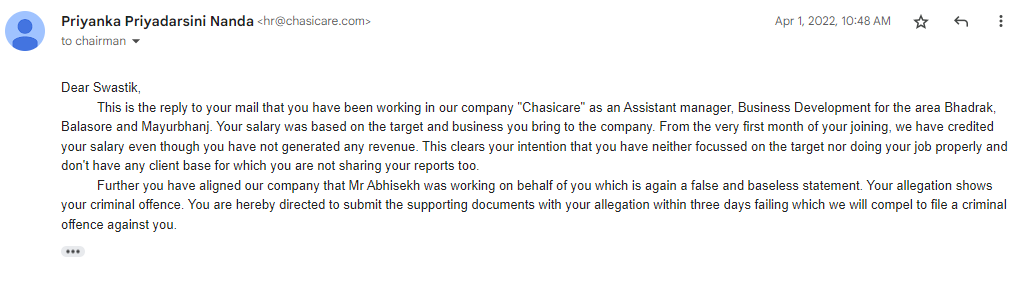 Priyanka Priyadarsini Nanda <hr@chasicare.com> Apr 1, 2022, 10:48 AM
to chairman
Dear Swastik,
This is the reply to your mail that you have been working in our company "Chasicare" as an Assistant manager, Business Development for the area Bhadrak,
Balasore and Mayurbhanj. Your salary was based on the target and business you bring to the company. From the very first month of your joining, we have credited
your salary even though you have not generated any revenue. This clears your intention that you have neither focussed on the target nor doing your job properly and
don't have any client base for which you are not sharing your reports too.
Further you have aligned our company that Mr Abhisekh was working on behalf of you which is again a false and baseless statement. Your allegation shows
your criminal offence. You are hereby directed to submit the supporting documents with your allegation within three days failing which we will compel to file a criminal
offence against you.